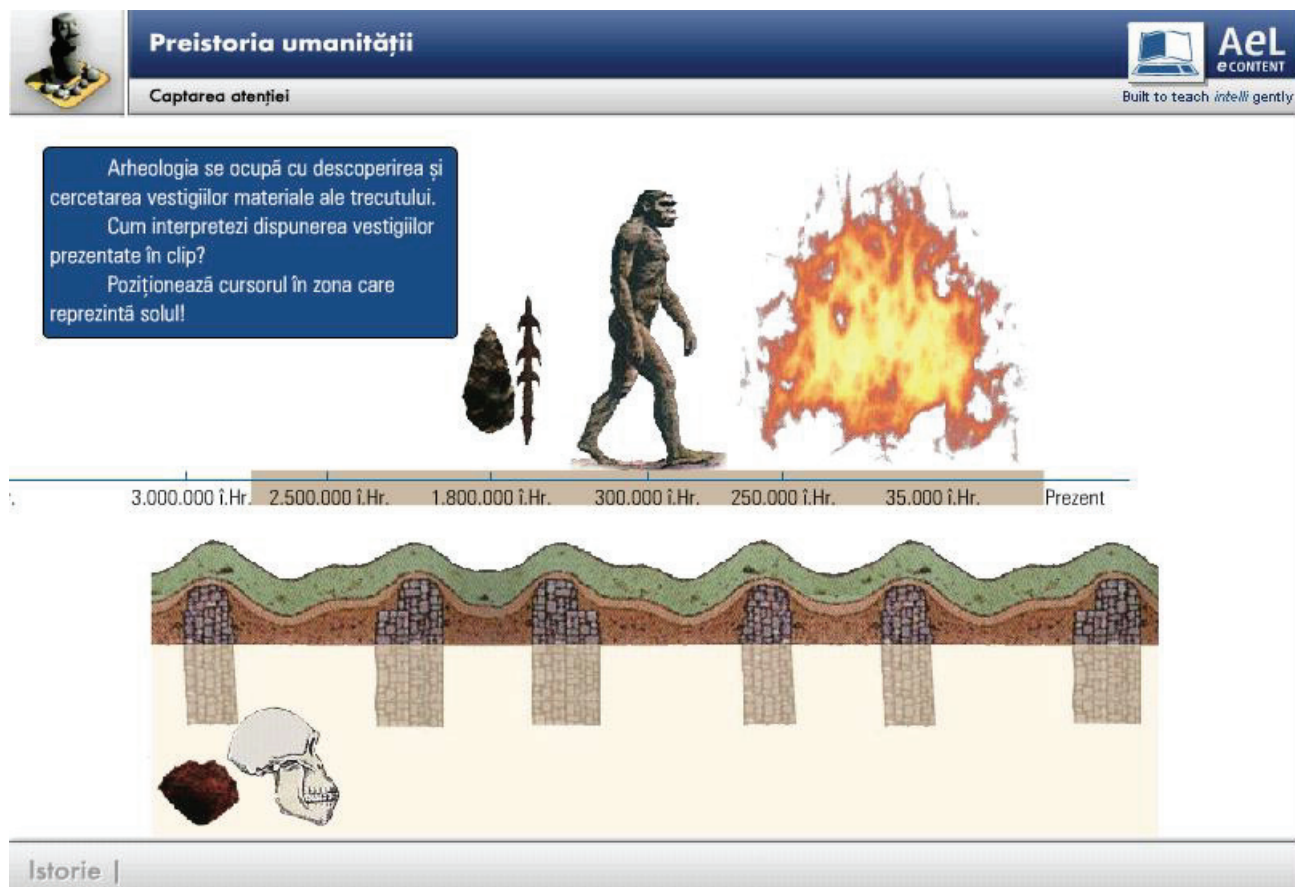 Preistoria umanității
Captarea atenției
AeL
eCONTENT
Built to teach intelli gently
Arheologia se ocupă cu descoperirea și
cercetarea vestigiilor materiale ale trecutului.
Cum interpretezi dispunerea vestigiilor
prezentate în clip?
Poziționează cursorul în zona care
reprezintă solul!
r. 3.000.000 î.Hr. 2.500.000 î.Hr. 1.800.000 î.Hr. 300.000 î.Hr. 250.000 î.Hr. 35.000 î.Hr. Prezent
Istorie |